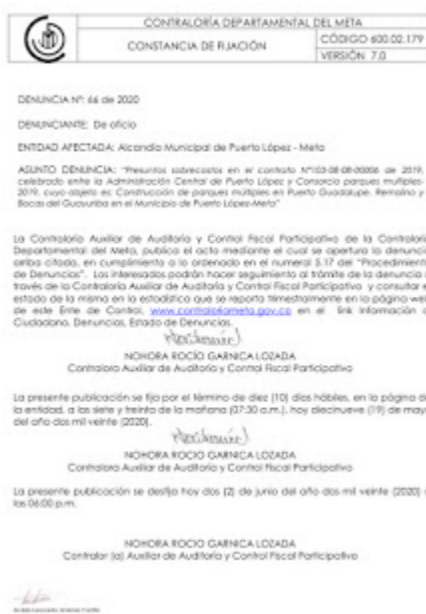 CONTRALORÍA DEPARTAMENTAL DEL META
CONSTANCIA DE FIJACIÓN
CÓDIGO 600.02.179
VERSIÓN 7.0
DENUNCIA Nº: 66 de 2020
DENUNCIANTE: De oficio
ENTIDAD AFECTADA: Alcandia Municipal de Puerto López - Meta
ASUNTO DENUNCIA: "Presuntos sobrecostos en el contrato de 2019,
celebrado entre la Administración Central de Puerto López y Consorcio parques multiples-
2019, cuyo objeto es: Construcción de parques múltiples en Puerto Guadalupe, Remolino y
Bocas del Guayuriba en el Municipio de Puerto López-Meta"
La Contraloría Auxiliar de Auditoría y Control Fiscal Participativo de la Contraloría
Departamental del Meta, publica el acto mediante el cual se apertura la denuncia
arriba citada, en cumplimiento a lo ordenado en el numeral 5.17 del "Procedimiento
de Denuncias". Los interesados podrán hacer seguimiento al trámite de la denuncia a
través de la Contraloría Auxiliar de Auditoría y Control Fiscal Participativo y consultar el
estado de la misma en la estadística que se reporta trimestralmente en la página web
de este Ente de Control, www.contraloriameta.gov.co en el link Información al
Ciudadano, Denuncias, Estado de Denuncias.
NOHORA ROCÍO GARNICA LOZADA
Contralora Auxiliar de Auditoría y Control Fiscal Participativo
La presente publicación se fija por el término de diez (10) días hábiles, en la página de
la entidad, a las siete y treinta de la mañana (07:30 a.m.), hoy diecinueve (19) de mayo
del año dos mil veinte (2020).
NOHORA ROCÍO GARNICA LOZADA
Contralora Auxiliar de Auditoría y Control Fiscal Participativo
La presente publicación se desfija hoy dos (2) de junio del año dos mil veinte (2020) a
las 06:00 p.m.
NOHORA ROCÍO GARNICA LOZADA
Contralor (a) Auxiliar de Auditoría y Control Fiscal Participativo